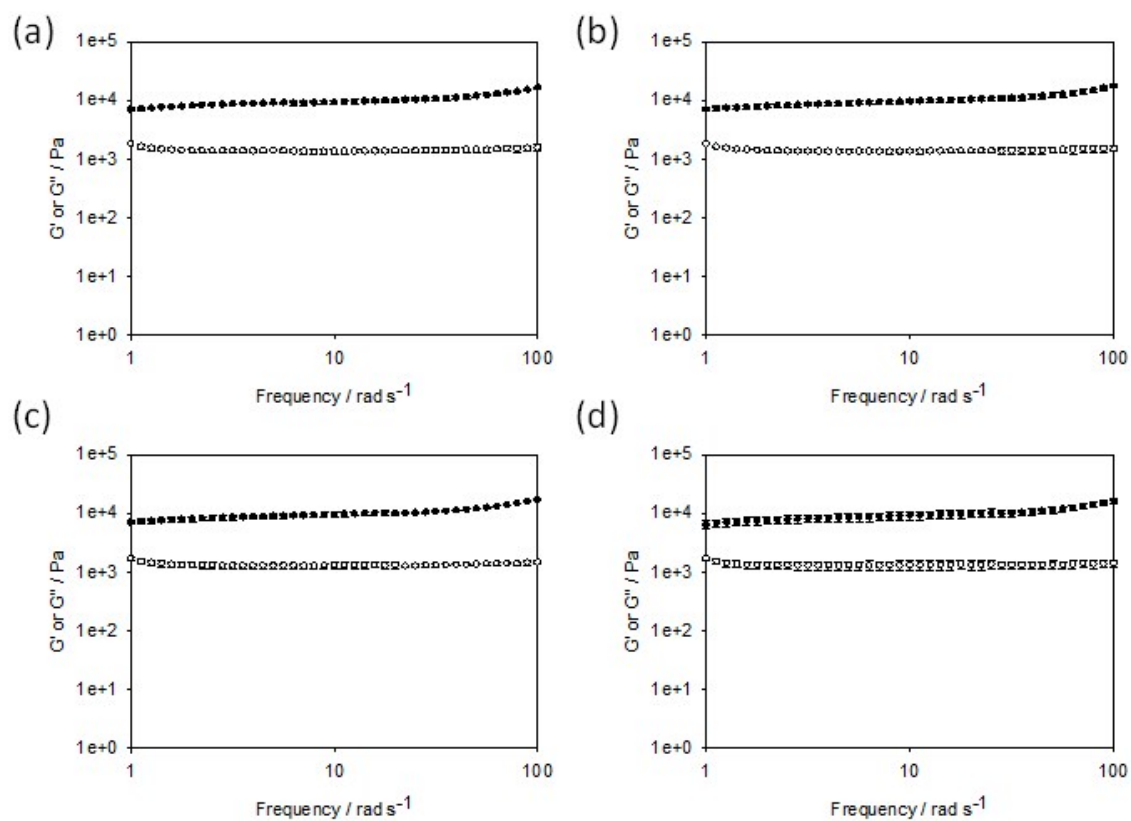 (a)
(b)
1e+5
1e+4
1e+3
1e+2
1e+1
1e+0
G' or G'' / Pa
1 10 100
Frequency / rad s-1
1e+5
1e+4
1e+3
1e+2
1e+1
1e+0
G' or G'' / Pa
1 10 100
Frequency / rad s-1
(c)
(d)
1e+5
1e+4
1e+3
1e+2
1e+1
1e+0
G' or G'' / Pa
1 10 100
Frequency / rad s-1
1e+5
1e+4
1e+3
1e+2
1e+1
1e+0
G' or G'' / Pa
1 10 100
Frequency / rad s-1